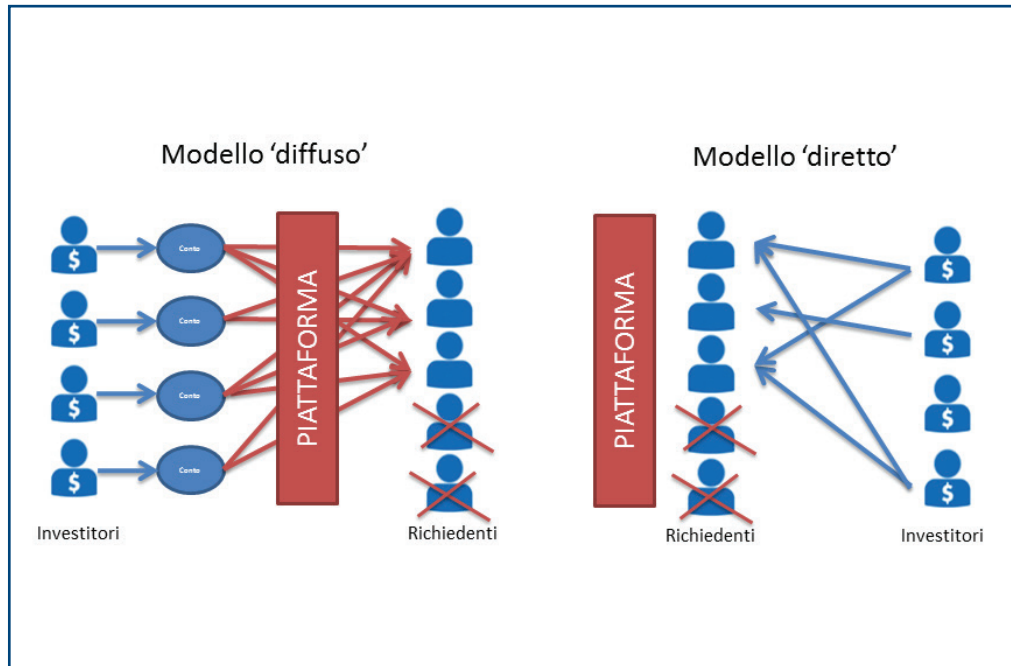 Modello ‘diffuso’
$
Conto
$
Conto
$
Conto
$
Conto
PIATTAFORMA
Investitori
Richiedenti
Modello ‘diretto’
PIATTAFORMA
$
$
$
$
Richiedenti
Investitori